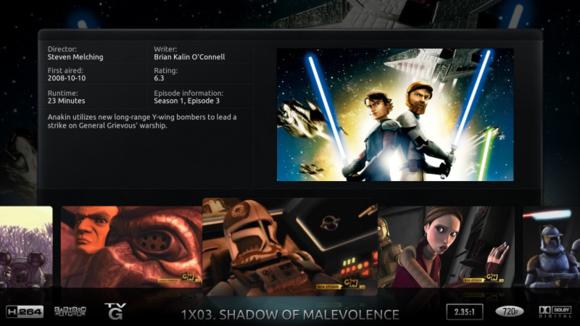 Director:
Steven Melching
Writer:
Brian Kalin O'Connell
First aired:
2008-10-10
Rating:
6.3
Runtime:
23 Minutes
Episode information:
Season 1, Episode 3
Anakin utilizes new long-range Y-wing bombers to lead a
strike on General Grievous' warship.
H.264
TV
G
1X03. SHADOW OF MALEVOLENCE
2.35:1
720p
DOLBY
DIGITAL